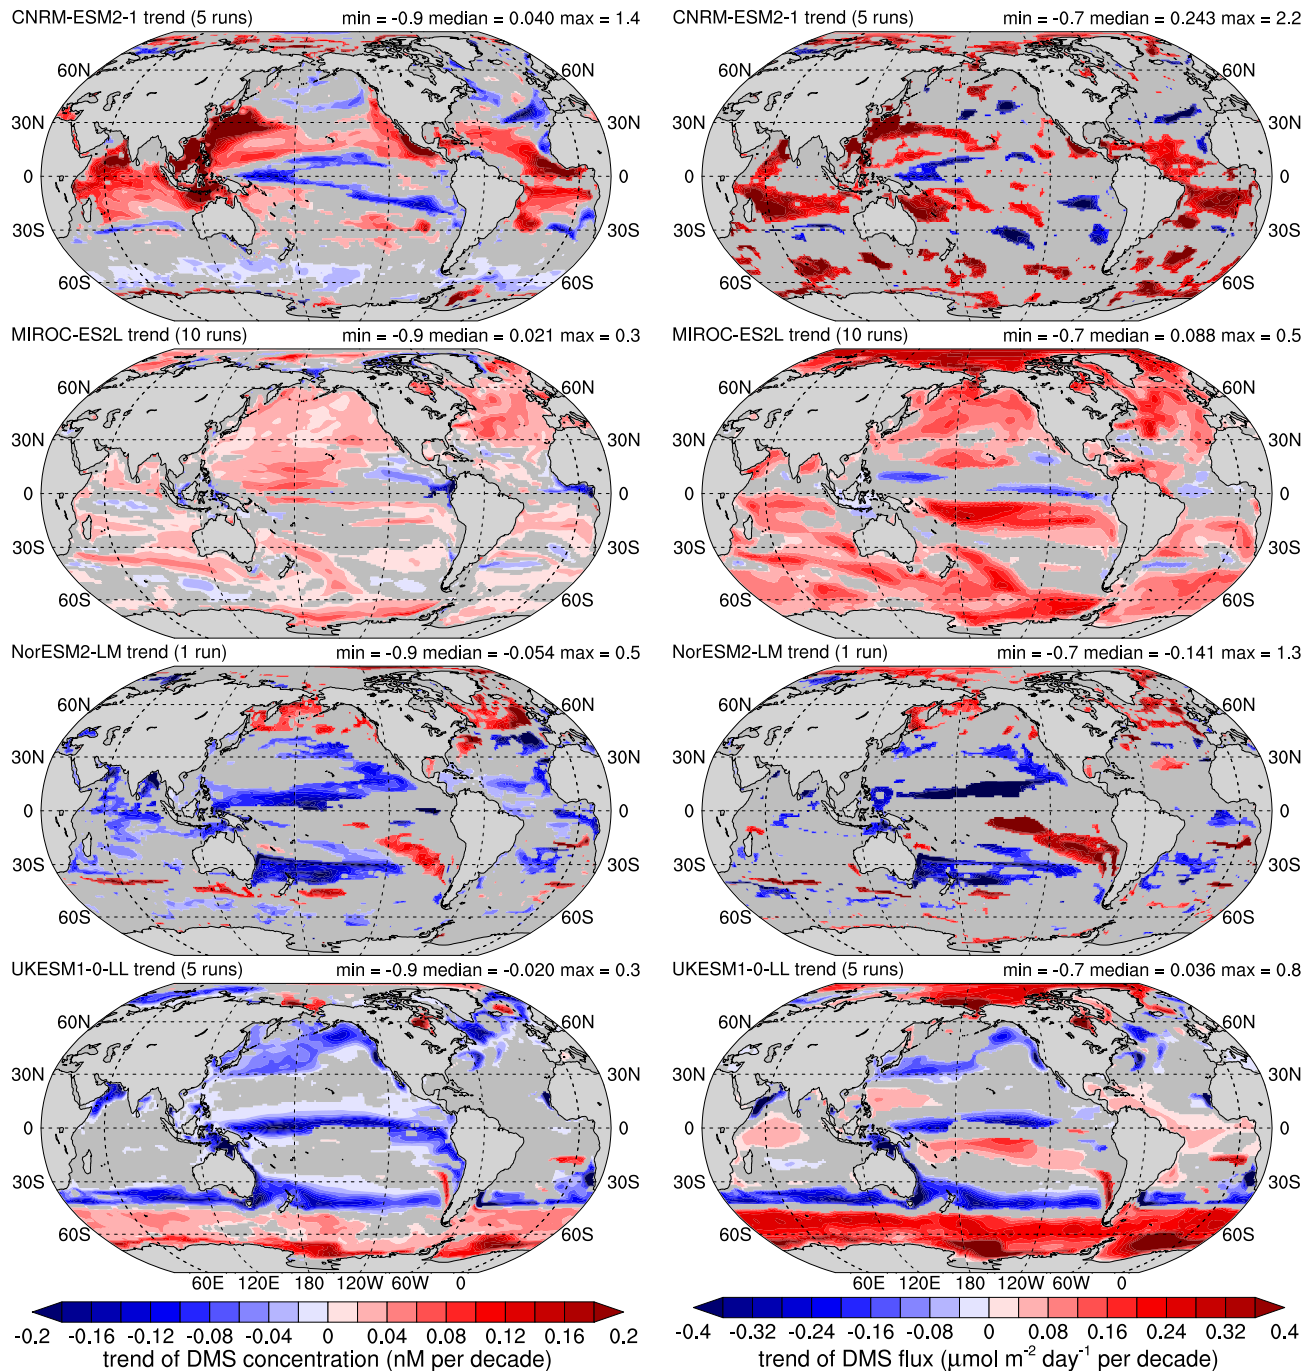 CNRM-ESM2-1 trend (5 runs) min = -0.9 median = 0.040 max = 1.4
60N 60N
30N 30N
0 0
30S 30S
60S 60S
CNRM-ESM2-1 trend (5 runs) min = -0.7 median = 0.243 max = 2.2
60N 60N
30N 30N
0 0
30S 30S
60S 60S
MIROC-ES2L trend (10 runs) min = -0.9 median = 0.021 max = 0.3
60N 60N
30N 30N
0 0
30S 30S
60S 60S
MIROC-ES2L trend (10 runs) min = -0.7 median = 0.088 max = 0.5
60N 60N
30N 30N
0 0
30S 30S
60S 60S
NorESM2-LM trend (1 run) min = -0.9 median = -0.054 max = 0.5
60N 60N
30N 30N
0 0
30S 30S
60S 60S
NorESM2-LM trend (1 run) min = -0.7 median = -0.141 max = 1.3
60N 60N
30N 30N
0 0
30S 30S
60S 60S
UKESM1-0-LL trend (5 runs) min = -0.9 median = -0.020 max = 0.3
60N 60N
30N 30N
0 0
30S 30S
60S 60S
60E 120E 180 120W 60W 0
UKESM1-0-LL trend (5 runs) min = -0.7 median = 0.036 max = 0.8
60N 60N
30N 30N
0 0
30S 30S
60S 60S
60E 120E 180 120W 60W 0
-0.2 -0.16 -0.12 -0.08 -0.04 0 0.04 0.08 0.12 0.16 0.2
trend of DMS concentration (nM per decade)
-0.4 -0.32 -0.24 -0.16 -0.08 0 0.08 0.16 0.24 0.32 0.4
trend of DMS flux (μmol m⁻² day⁻¹ per decade)